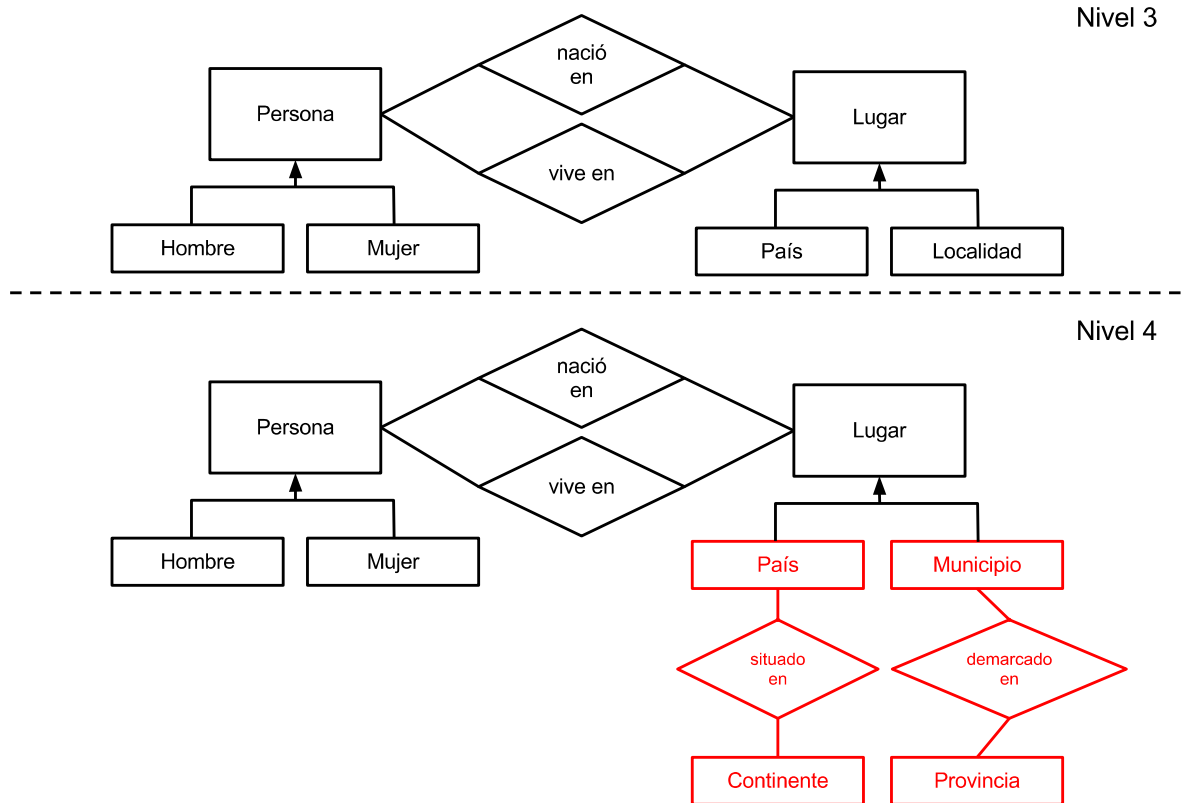 Nivel 3
nació
en
Persona
Lugar
vive en
Hombre
Mujer
País
Localidad
Nivel 4
nació
en
Persona
Lugar
vive en
Hombre
Mujer
País
Municipio
situado
en
demarcado
en
Continente
Provincia